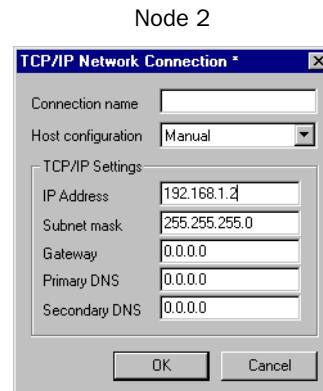 Node 2
TCP/IP Network Connection *
Connection name
Host configuration Manual
TCP/IP Settings
IP Address 192.168.1.2
Subnet mask 255.255.255.0
Gateway 0.0.0.0
Primary DNS 0.0.0.0
Secondary DNS 0.0.0.0
OK Cancel